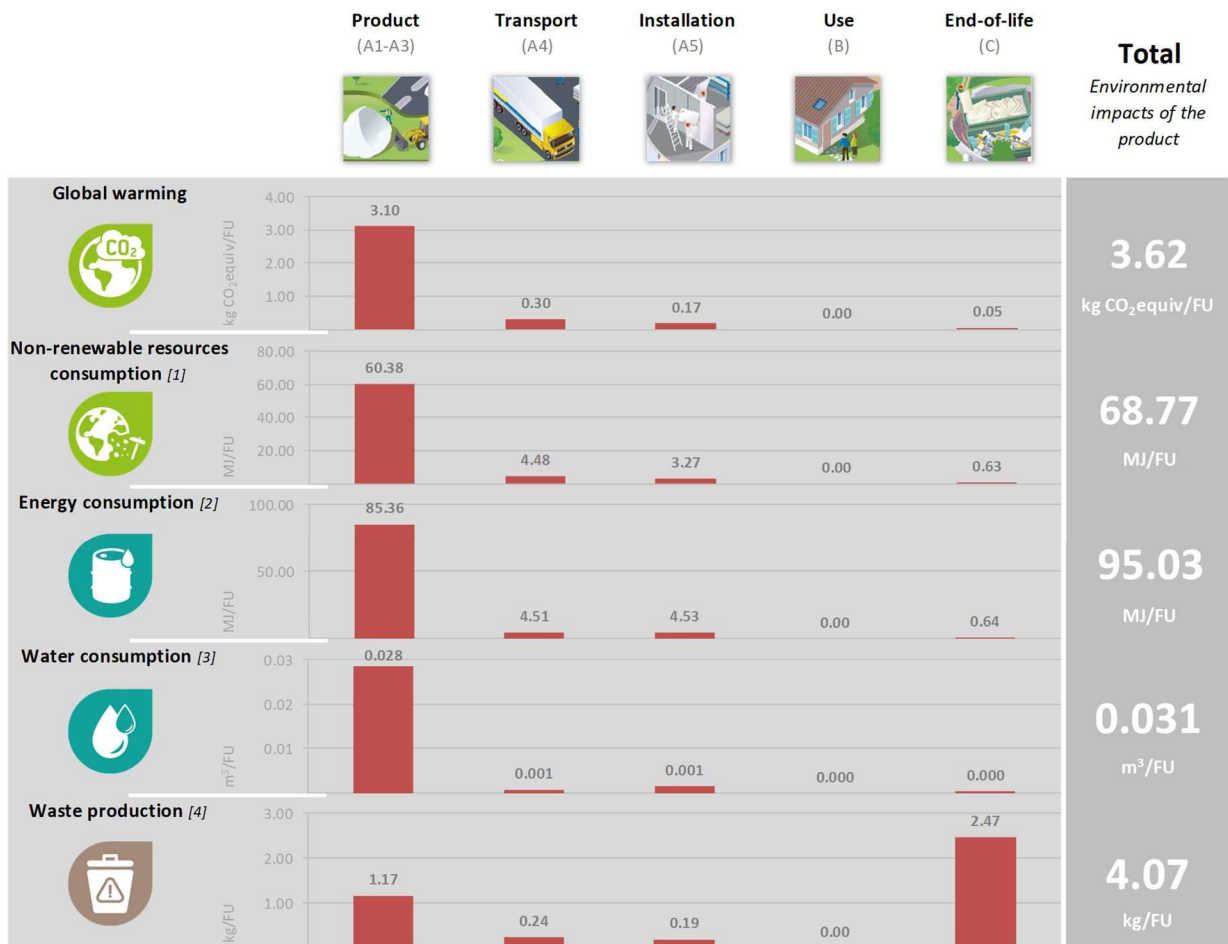 Product
Transport
Installation
Use
End-of-life
(A1-A3)
(A4)
(A5)
(B)
(C)
Total
Environmental
impacts of the
product
Global warming
CO₂
kg CO₂equiv/FU
4.00
3.00
2.00
1.00
3.10
0.30
0.17
0.00
0.05
3.62
kg CO₂equiv/FU
Non-renewable resources
consumption [1]
MJ/FU
80.00
60.00
40.00
20.00
60.38
4.48
3.27
0.00
0.63
68.77
MJ/FU
Energy consumption [2]
MJ/FU
100.00
50.00
85.36
4.51
4.53
0.00
0.64
95.03
MJ/FU
Water consumption [3]
m³/FU
0.03
0.02
0.01
0.028
0.001
0.001
0.000
0.000
0.031
m³/FU
Waste production [4]
kg/FU
3.00
2.00
1.00
1.17
0.24
0.19
0.00
2.47
4.07
kg/FU